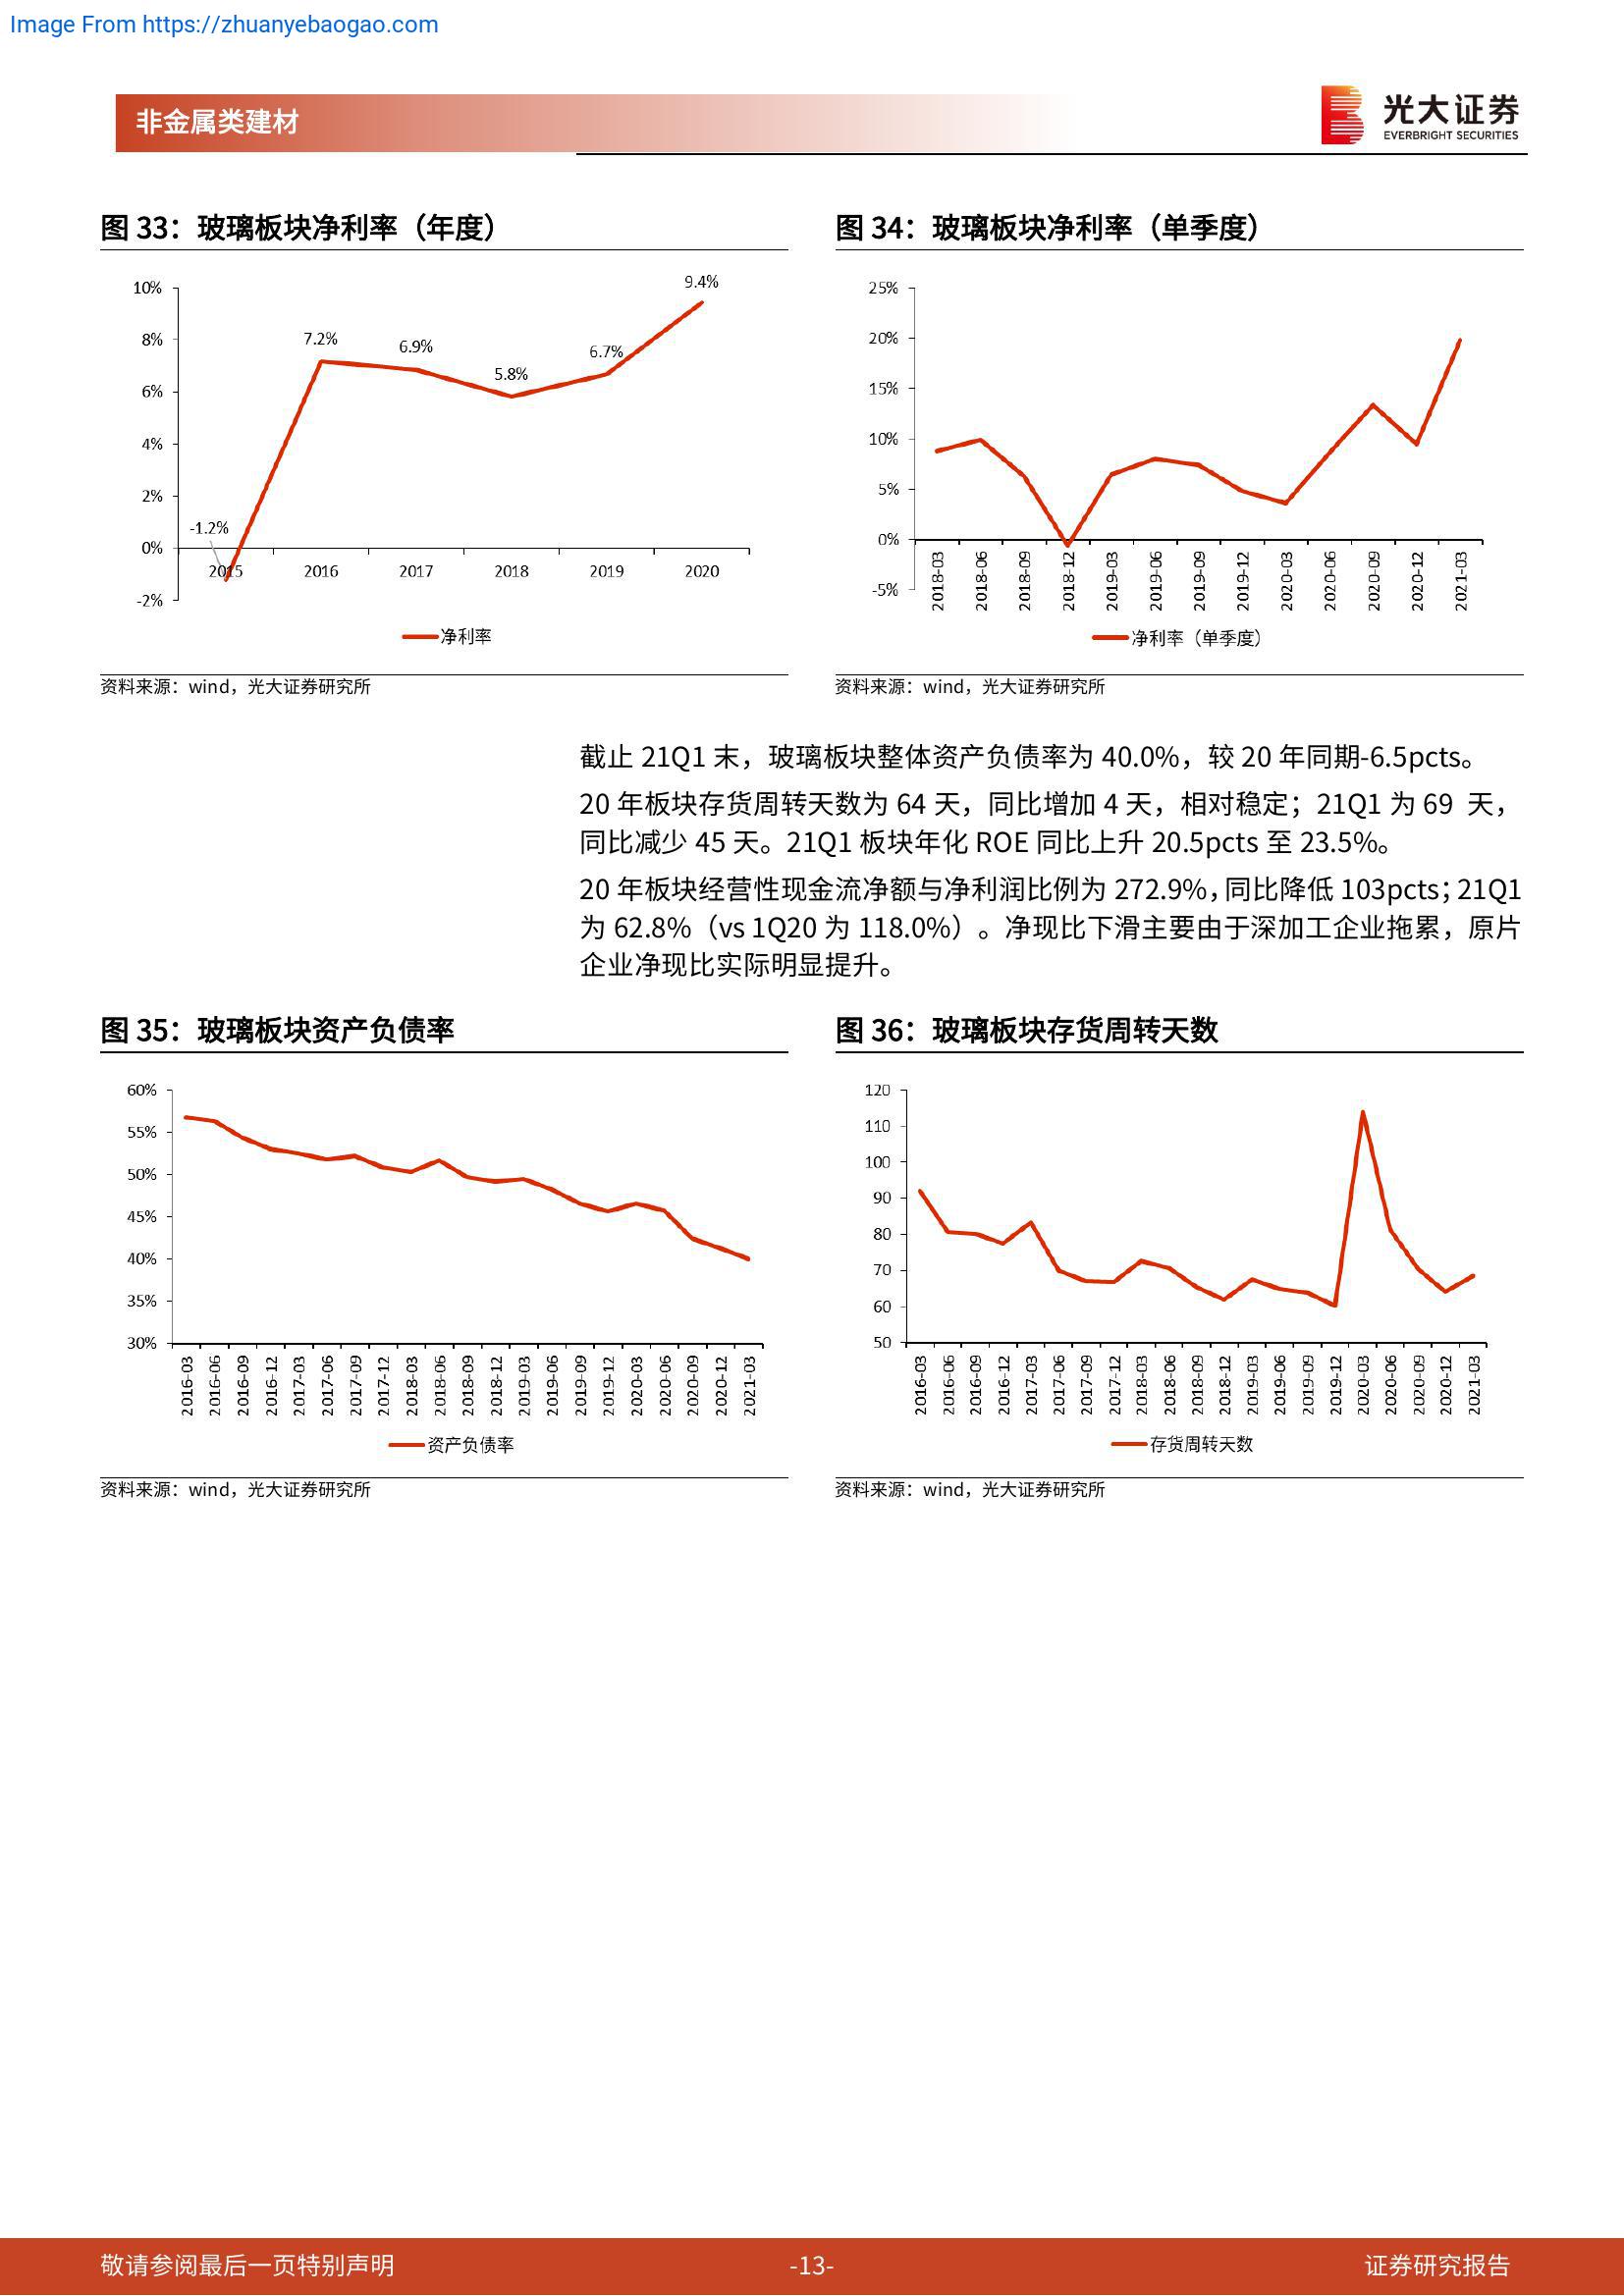 Image From https://zhuanyebaogao.com
非金属类建材
光大证券
EVERBRIGHT SECURITIES
图 33：玻璃板块净利率（年度）
10%
8%
6%
4%
2%
0%
-2%
-1.2%
7.2%
6.9%
5.8%
6.7%
9.4%
2015 2016 2017 2018 2019 2020
净利率
资料来源：wind，光大证券研究所
图 34：玻璃板块净利率（单季度）
25%
20%
15%
10%
5%
0%
-5%
2018-03 2018-06 2018-09 2018-12 2019-03 2019-06 2019-09 2019-12 2020-03 2020-06 2020-09 2020-12 2021-03
净利率（单季度）
资料来源：wind，光大证券研究所
截止 21Q1 末，玻璃板块整体资产负债率为 40.0%，较 20 年同期-6.5pcts。
20 年板块存货周转天数为 64 天，同比增加 4 天，相对稳定；21Q1 为 69 天，
同比减少 45 天。21Q1 板块年化 ROE 同比上升 20.5pcts 至 23.5%。
20 年板块经营性现金流净额与净利润比例为 272.9%，同比降低 103pcts；21Q1
为 62.8%（vs 1Q20 为 118.0%）。净现比下滑主要由于深加工企业拖累，原片
企业净现比实际明显提升。
图 35：玻璃板块资产负债率
60%
55%
50%
45%
40%
35%
30%
2016-03 2016-06 2016-09 2016-12 2017-03 2017-06 2017-09 2017-12 2018-03 2018-06 2018-09 2018-12 2019-03 2019-06 2019-09 2019-12 2020-03 2020-06 2020-09 2020-12 2021-03
资产负债率
资料来源：wind，光大证券研究所
图 36：玻璃板块存货周转天数
120
110
100
90
80
70
60
50
2016-03 2016-06 2016-09 2016-12 2017-03 2017-06 2017-09 2017-12 2018-03 2018-06 2018-09 2018-12 2019-03 2019-06 2019-09 2019-12 2020-03 2020-06 2020-09 2020-12 2021-03
存货周转天数
资料来源：wind，光大证券研究所
敬请参阅最后一页特别声明
-13-
证券研究报告